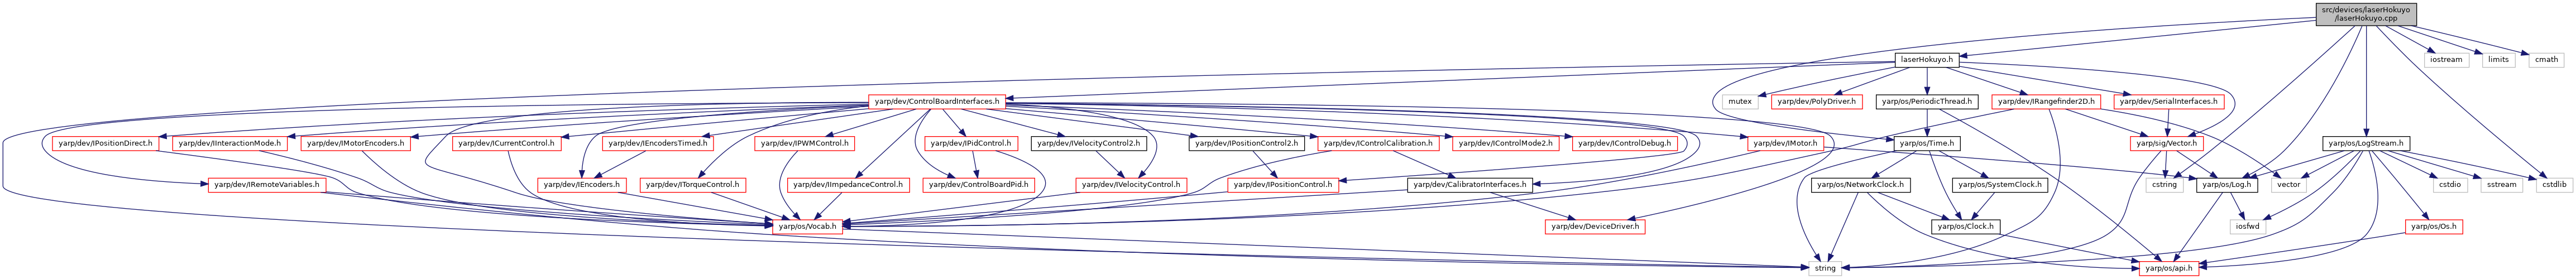 src/devices/laserHokuyo
/laserHokuyo.cpp
laserHokuyo.h
iostream
limits
cmath
yarp/dev/ControlBoardInterfaces.h
mutex
yarp/dev/PolyDriver.h
yarp/os/PeriodicThread.h
yarp/dev/IRangefinder2D.h
yarp/dev/SerialInterfaces.h
yarp/dev/IPositionDirect.h
yarp/dev/IInteractionMode.h
yarp/dev/IMotorEncoders.h
yarp/dev/ICurrentControl.h
yarp/dev/IEncodersTimed.h
yarp/dev/IPWMControl.h
yarp/dev/IPidControl.h
yarp/dev/IVelocityControl2.h
yarp/dev/IPositionControl2.h
yarp/dev/IControlCalibration.h
yarp/dev/IControlMode2.h
yarp/dev/IControlDebug.h
yarp/dev/IMotor.h
yarp/os/Time.h
yarp/sig/Vector.h
yarp/os/LogStream.h
yarp/dev/IRemoteVariables.h
yarp/dev/IEncoders.h
yarp/dev/ITorqueControl.h
yarp/dev/IImpedanceControl.h
yarp/dev/ControlBoardPid.h
yarp/dev/IVelocityControl.h
yarp/dev/IPositionControl.h
yarp/dev/CalibratorInterfaces.h
yarp/os/NetworkClock.h
yarp/os/SystemClock.h
cstring
yarp/os/Log.h
vector
cstdio
sstream
cstdlib
yarp/os/Vocab.h
yarp/dev/DeviceDriver.h
yarp/os/Clock.h
iosfwd
yarp/os/Os.h
string
yarp/os/api.h